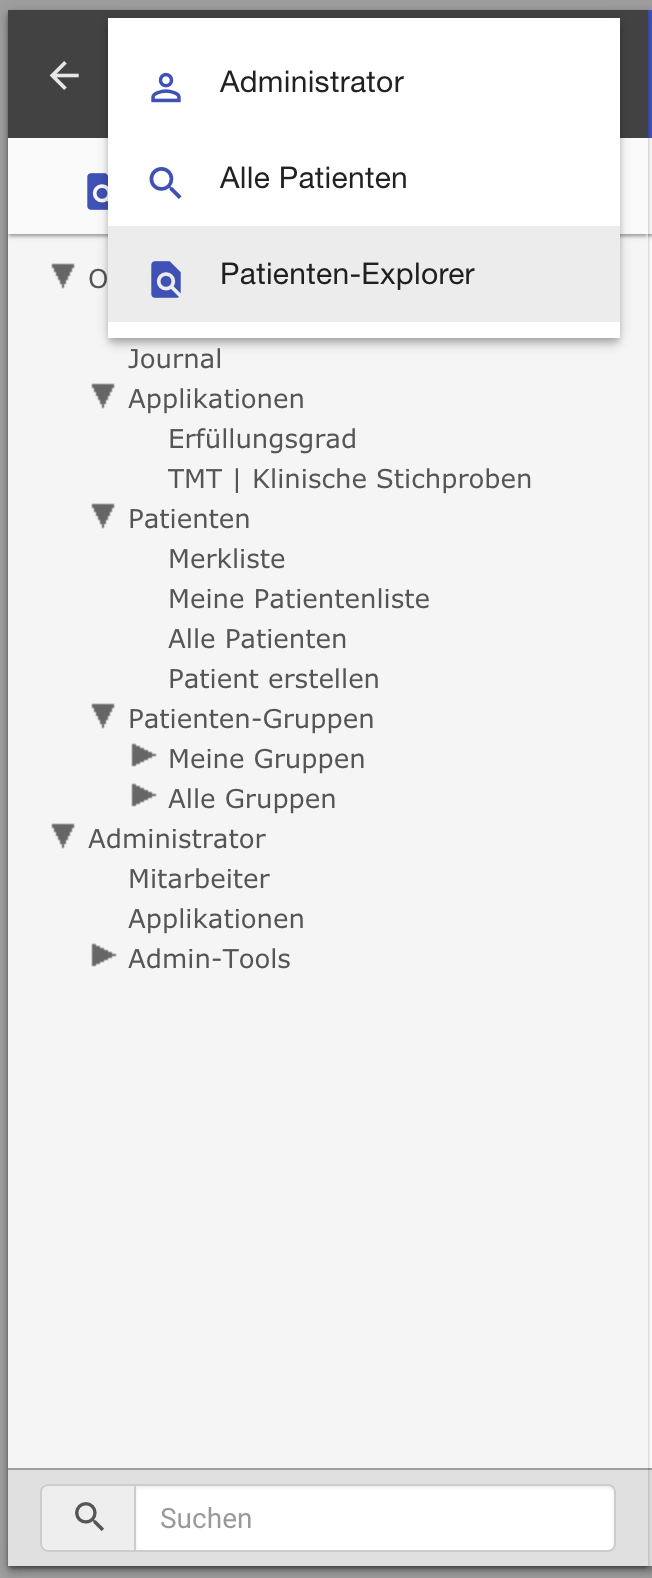 Administrator
Alle Patienten
Patienten-Explorer
Journal
Applikationen
Erfüllungsgrad
TMT | Klinische Stichproben
Patienten
Merkliste
Meine Patientenliste
Alle Patienten
Patient erstellen
Patienten-Gruppen
Meine Gruppen
Alle Gruppen
Administrator
Mitarbeiter
Applikationen
Admin-Tools
Suchen